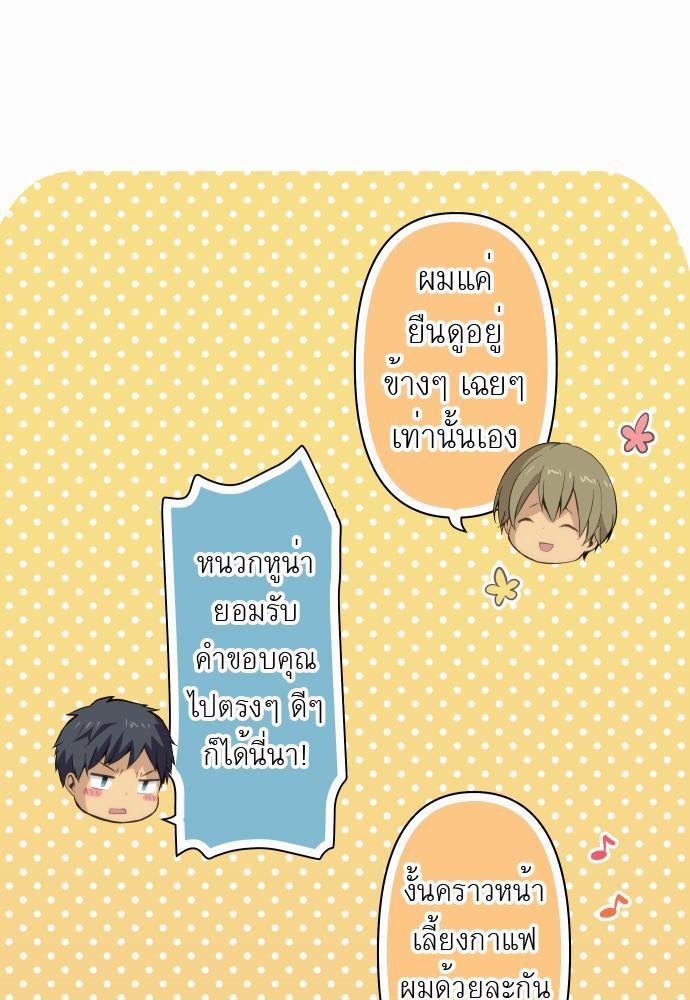 ผมแค่
ยืนดูอยู่
ข้างๆ เฉยๆ
เท่านั้นเอง
หนวกหูน่า
ยอมรับ
คำขอบคุณ
ไปตรงๆ ดีๆ
ก็ได้นี่นา!
งั้นคราวหน้า
เลี้ยงกาแฟ
ผมด้วยละกัน